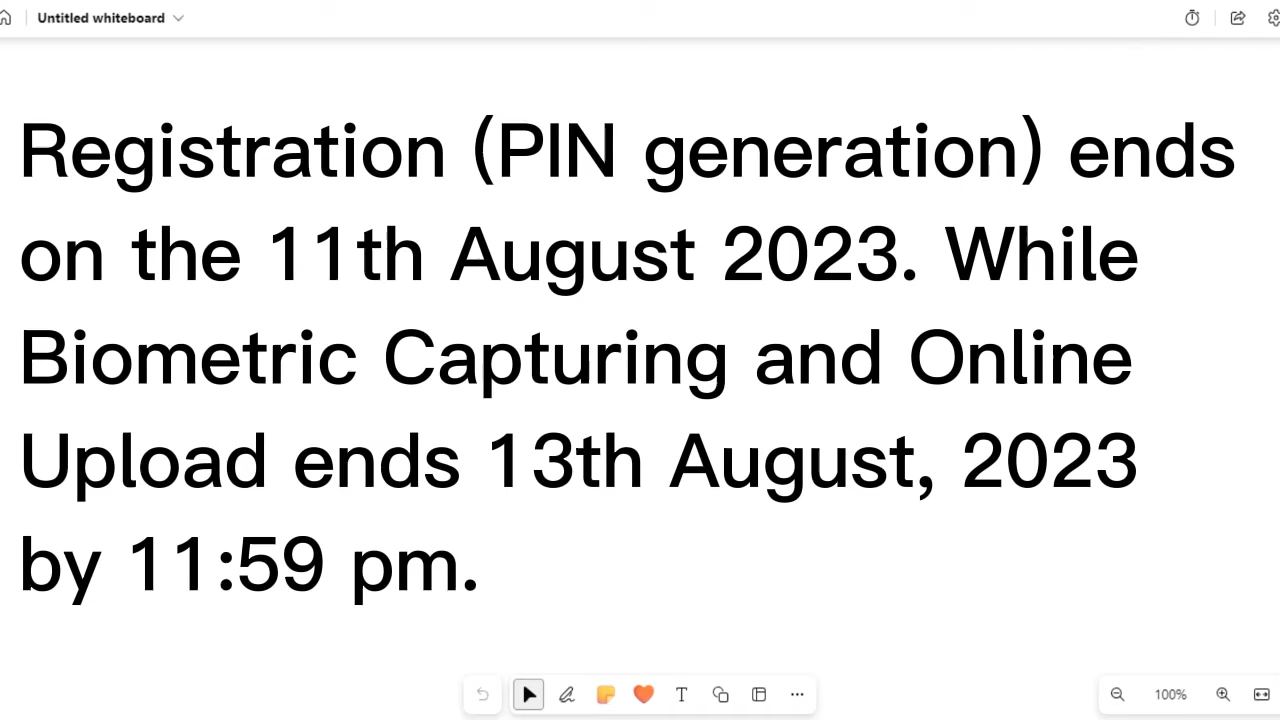 Untitled whiteboard
Registration (PIN generation) ends
on the 11th August 2023. While
Biometric Capturing and Online
Upload ends 13th August, 2023
by 11:59 pm.
T
100%